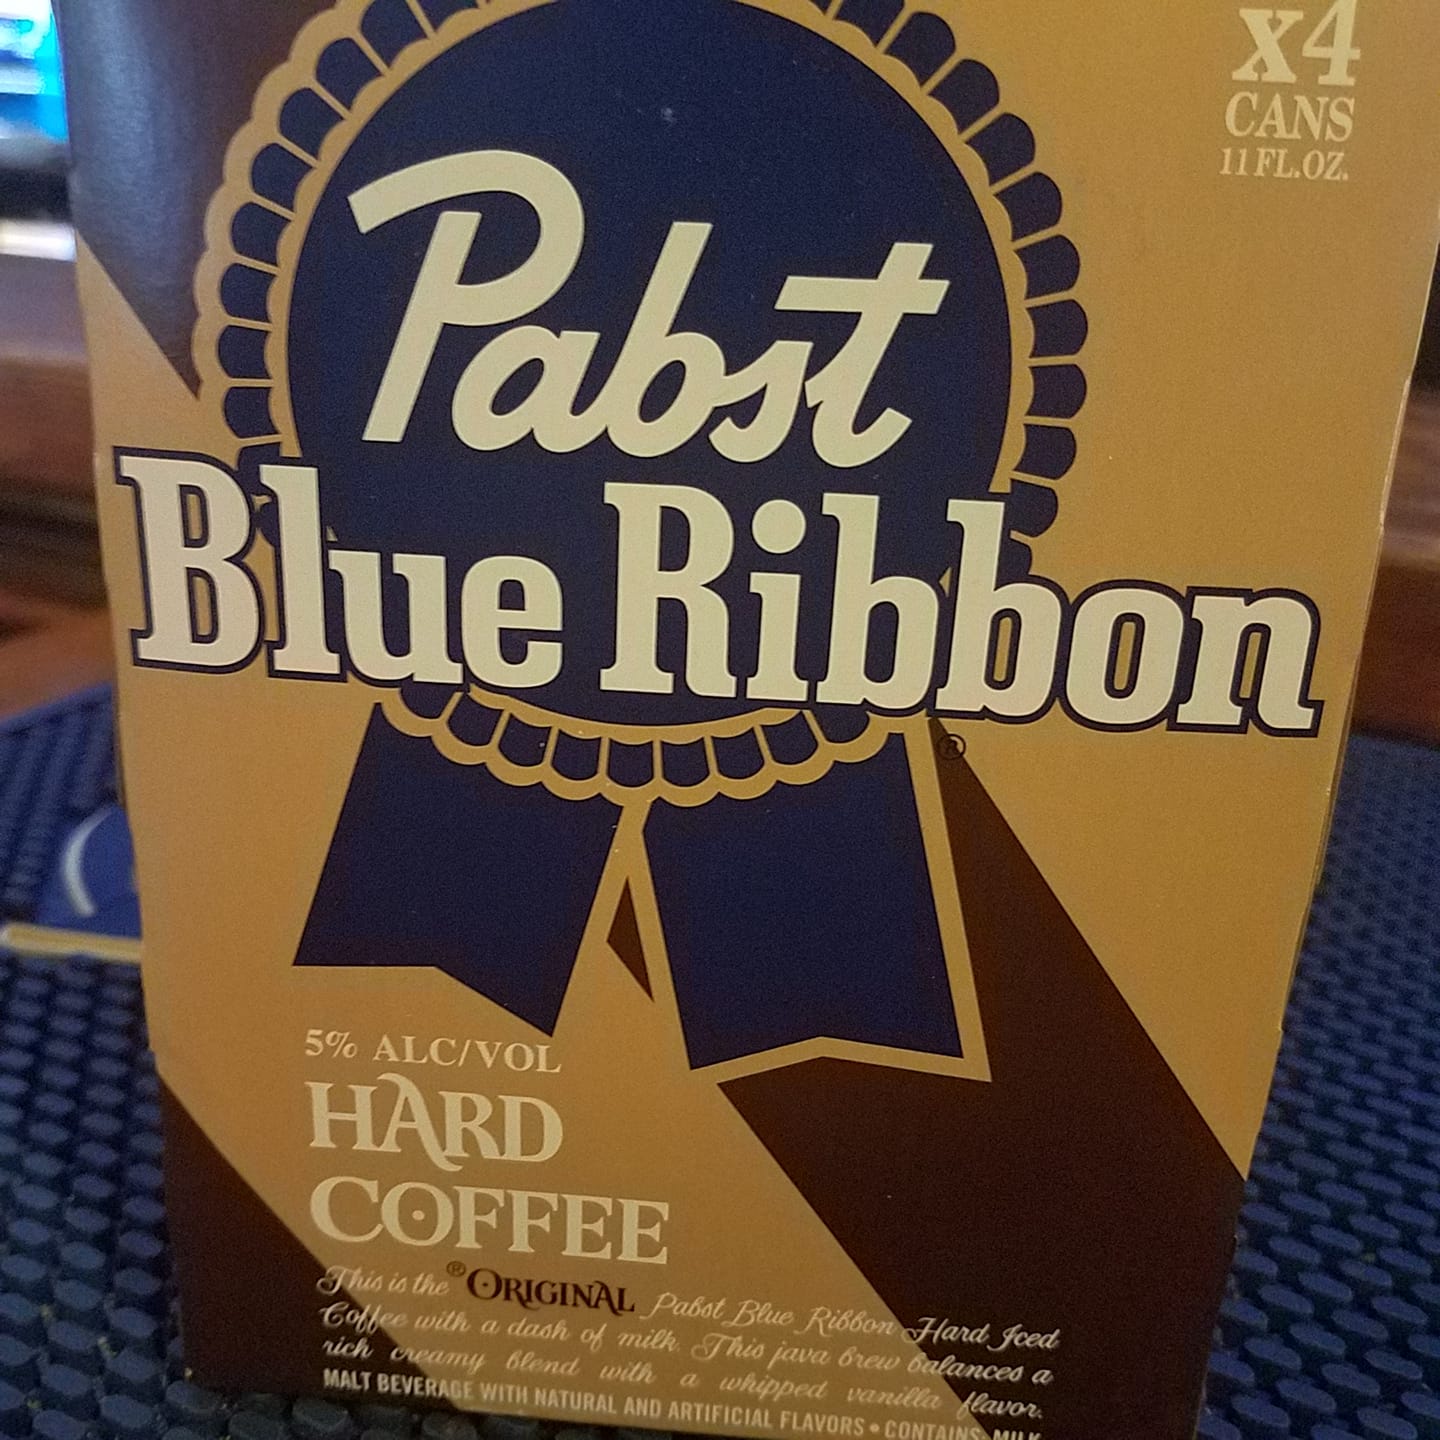 x4
CANS
11 FL.OZ.
Pabst
Blue Ribbon
®
5% ALC/VOL
HARD
COFFEE
This is the ®ORIGINAL Pabst Blue Ribbon Hard Iced
Coffee with a dash of milk. This java brew balances a
rich creamy blend with a whipped vanilla flavor.
MALT BEVERAGE WITH NATURAL AND ARTIFICIAL FLAVORS • CONTAINS: MILK